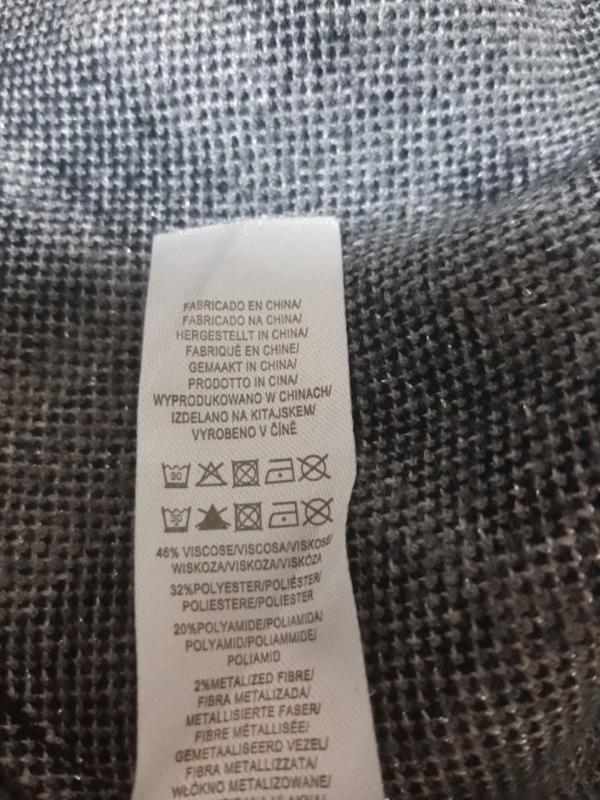 FABRICADO EN CHINA/
FABRICADO NA CHINA/
HERGESTELLT IN CHINA/
FABRIQUÉ EN CHINE/
GEMAAKT IN CHINA/
PRODOTTO IN CINA/
WYPRODUKOWANO W CHINACH/
IZDELANO NA KITAJSKEM/
VYROBENO V ČÍNĚ
30
30
46% VISCOSE/VISCOSA/VISKOSE/
WISKOZA/VISKOZA/VISKÓZA
32%POLYESTER/POLIÉSTER/
POLIESTERE/POLIESTER
20%POLYAMIDE/POLIAMIDA/
POLYAMID/POLIAMMIDE/
POLIAMID
2%METALIZED FIBRE/
FIBRA METALIZADA/
METALLISIERTE FASER/
FIBRE MÉTALLISÉE/
GEMETAALISEERD VEZEL/
FIBRA METALLIZZATA/
WŁÓKNO METALIZOWANE/